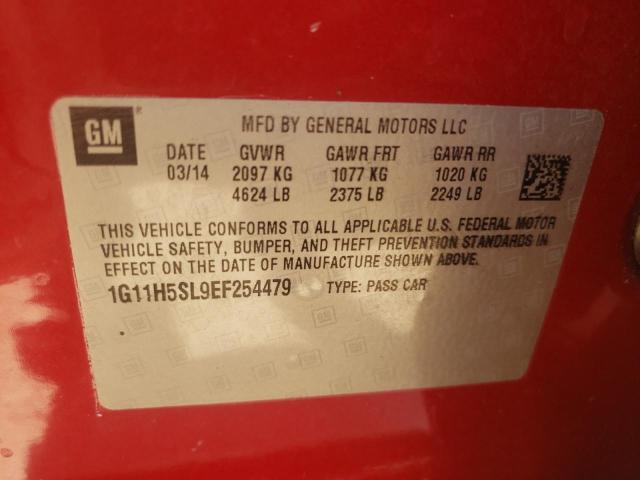 GM
MFD BY GENERAL MOTORS LLC
DATE GVWR GAWR FRT GAWR RR
03/14 2097 KG 1077 KG 1020 KG
4624 LB 2375 LB 2249 LB
THIS VEHICLE CONFORMS TO ALL APPLICABLE U.S. FEDERAL MOTOR
VEHICLE SAFETY, BUMPER, AND THEFT PREVENTION STANDARDS IN
EFFECT ON THE DATE OF MANUFACTURE SHOWN ABOVE.
1G11H5SL9EF254479 TYPE: PASS CAR